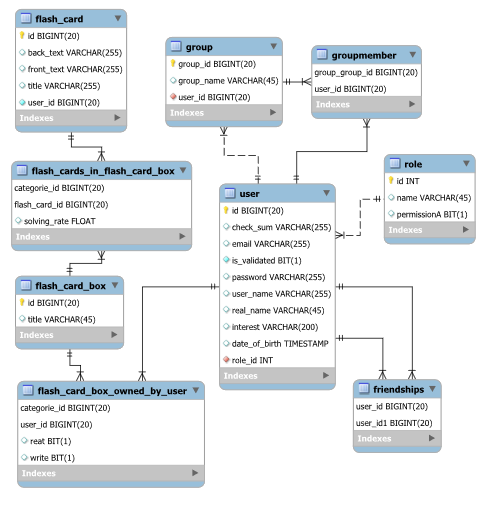 flash_card
id BIGINT(20)
back_text VARCHAR(255)
front_text VARCHAR(255)
title VARCHAR(255)
user_id BIGINT(20)
Indexes
group
group_id BIGINT(20)
group_name VARCHAR(45)
user_id BIGINT(20)
Indexes
groupmember
group_group_id BIGINT(20)
user_id BIGINT(20)
Indexes
flash_cards_in_flash_card_box
categorie_id BIGINT(20)
flash_card_id BIGINT(20)
solving_rate FLOAT
Indexes
role
id INT
name VARCHAR(45)
permissionA BIT(1)
Indexes
user
id BIGINT(20)
check_sum VARCHAR(255)
email VARCHAR(255)
is_validated BIT(1)
password VARCHAR(255)
user_name VARCHAR(255)
real_name VARCHAR(45)
interest VARCHAR(200)
date_of_birth TIMESTAMP
role_id INT
Indexes
flash_card_box
id BIGINT(20)
title VARCHAR(45)
Indexes
flash_card_box_owned_by_user
categorie_id BIGINT(20)
user_id BIGINT(20)
reat BIT(1)
write BIT(1)
Indexes
friendships
user_id BIGINT(20)
user_id1 BIGINT(20)
Indexes